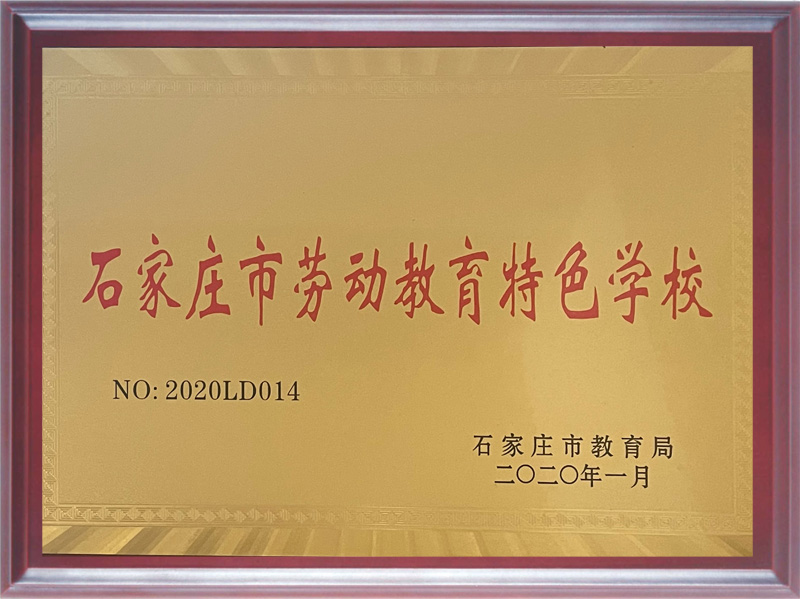 石家庄市劳动教育特色学校
NO: 2020LD014
石家庄市教育局
二〇二〇年一月